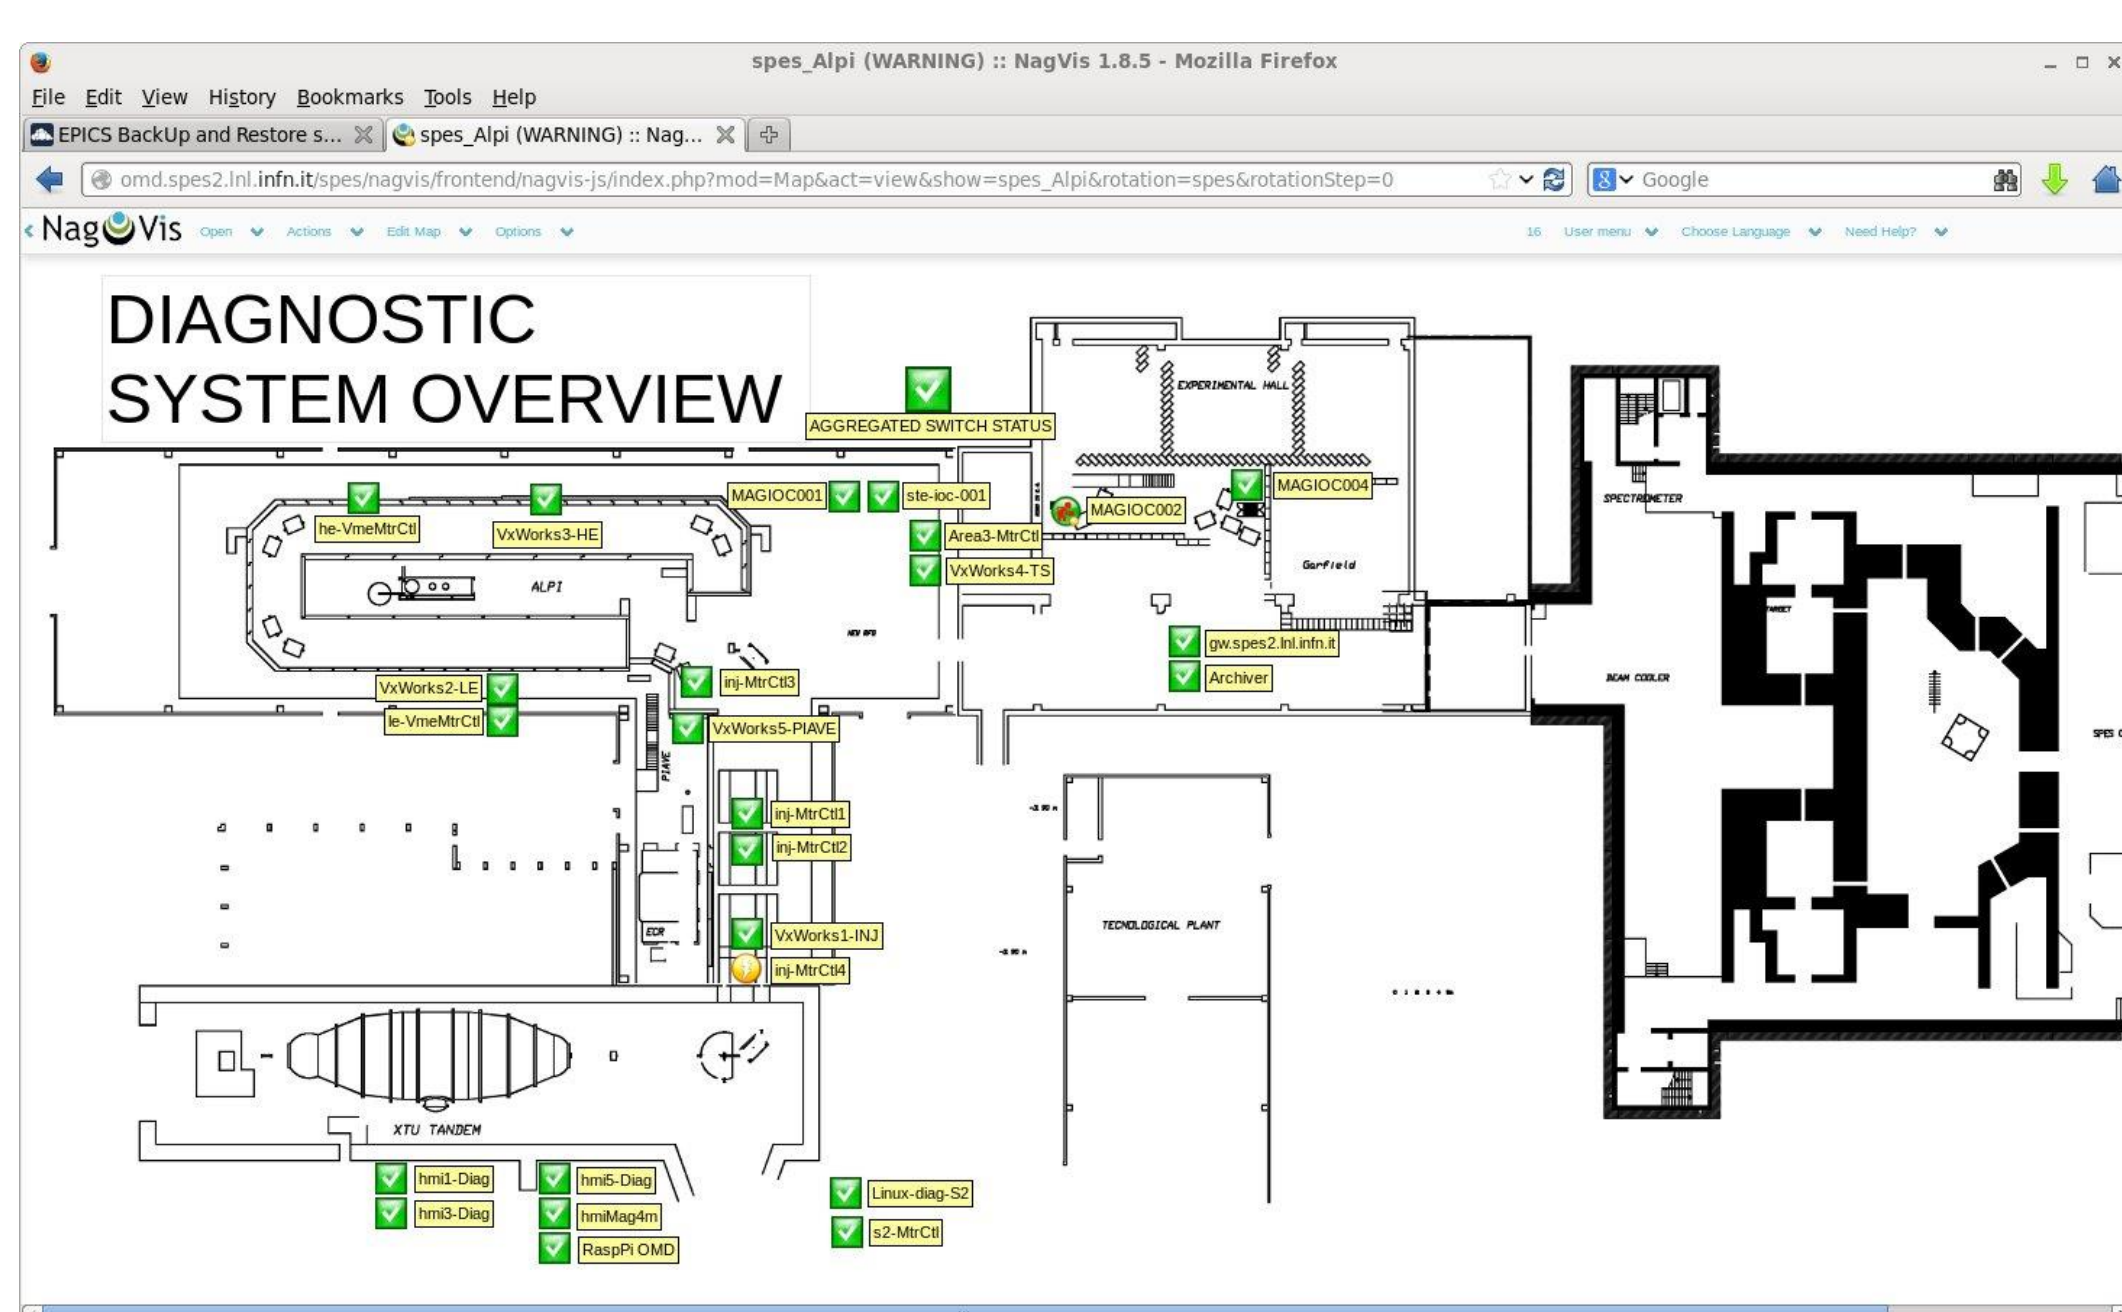 spes_Alpi (WARNING) :: NagVis 1.8.5 - Mozilla Firefox
File Edit View History Bookmarks Tools Help
EPICS BackUp and Restore s... spes_Alpi (WARNING) :: Nag...
omd.spes2.lnl.infn.it/spes/nagvis/frontend/nagvis-js/index.php?mod=Map&act=view&show=spes_Alpi&rotation=spes&rotationStep=0 Google
NagVis Open Actions Edit Map Options 16 User menu Choose Language Need Help?
DIAGNOSTIC
SYSTEM OVERVIEW
AGGREGATED SWITCH STATUS
EXPERIMENTAL HALL
MAGIOC001
ste-ioc-001
MAGIOC002
MAGIOC004
SPECTROMETER
he-VmeMtrCtl
VxWorks3-HE
Area3-MtrCtl
VxWorks4-TS
Garfield
ALPI
TARGET
gw.spes2.lnl.infn.it
Archiver
BEAM COOLER
VxWorks2-LE
le-VmeMtrCtl
inj-MtrCtl3
VxWorks5-PIAVE
PIAVE
SPES
inj-MtrCtl1
inj-MtrCtl2
ECR
VxWorks1-INJ
inj-MtrCtl4
TECNOLOGICAL PLANT
XTU TANDEM
hmi1-Diag
hmi5-Diag
hmi3-Diag
hmiMag4m
RaspPi OMD
Linux-diag-S2
s2-MtrCtl